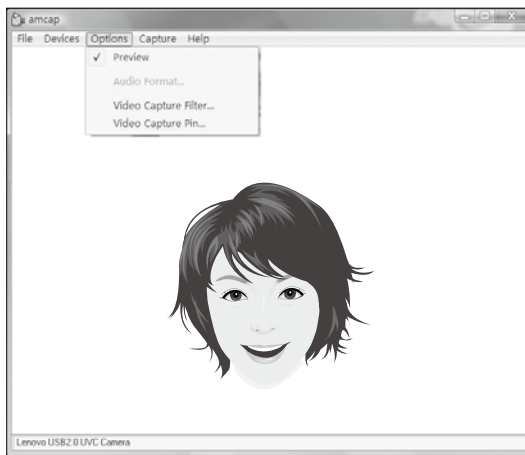 amcap
File Devices Options Capture Help
✓ Preview
Audio Format...
Video Capture Filter...
Video Capture Pin...
Lenovo USB2.0 UVC Camera